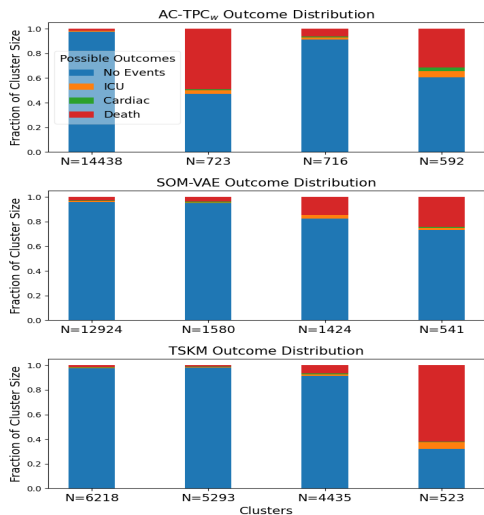 AC-TPCw Outcome Distribution
Fraction of Cluster Size
1.0
0.8
0.6
0.4
0.2
0.0
Possible Outcomes
No Events
ICU
Cardiac
Death
N=14438
N=723
N=716
N=592
SOM-VAE Outcome Distribution
Fraction of Cluster Size
1.0
0.8
0.6
0.4
0.2
0.0
N=12924
N=1580
N=1424
N=541
TSKM Outcome Distribution
Fraction of Cluster Size
1.0
0.8
0.6
0.4
0.2
0.0
N=6218
N=5293
N=4435
N=523
Clusters